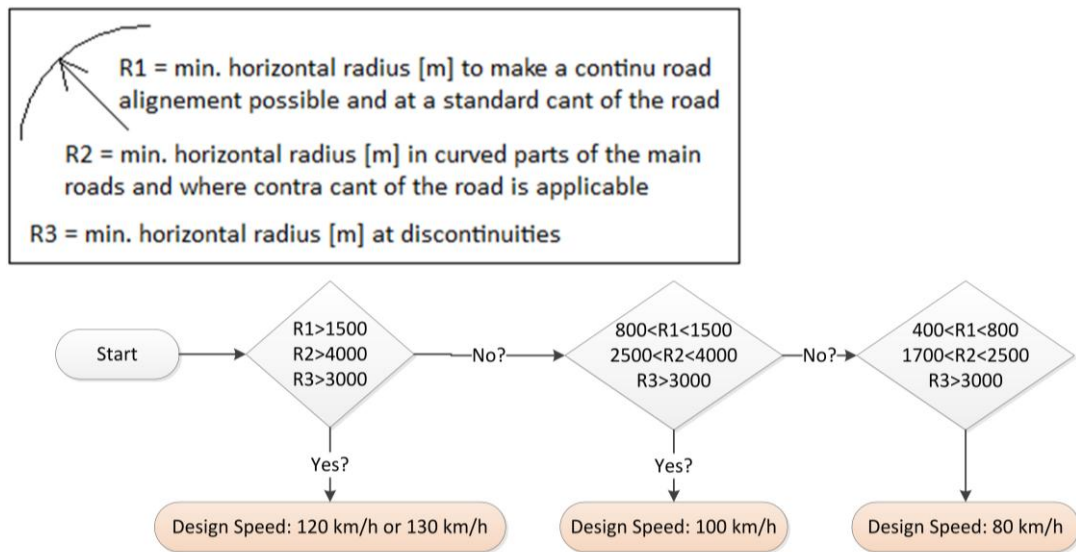 R1 = min. horizontal radius [m] to make a continu road
alignement possible and at a standard cant of the road
R2 = min. horizontal radius [m] in curved parts of the main
roads and where contra cant of the road is applicable
R3 = min. horizontal radius [m] at discontinuities
Start
R1>1500
R2>4000
R3>3000
No?
800<R1<1500
2500<R2<4000
R3>3000
No?
400<R1<800
1700<R2<2500
R3>3000
Yes?
Yes?
Design Speed: 120 km/h or 130 km/h
Design Speed: 100 km/h
Design Speed: 80 km/h